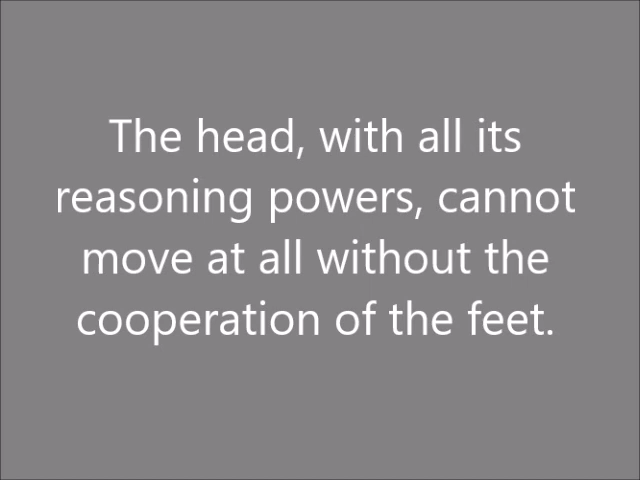 The head, with all its
reasoning powers, cannot
move at all without the
cooperation of the feet.